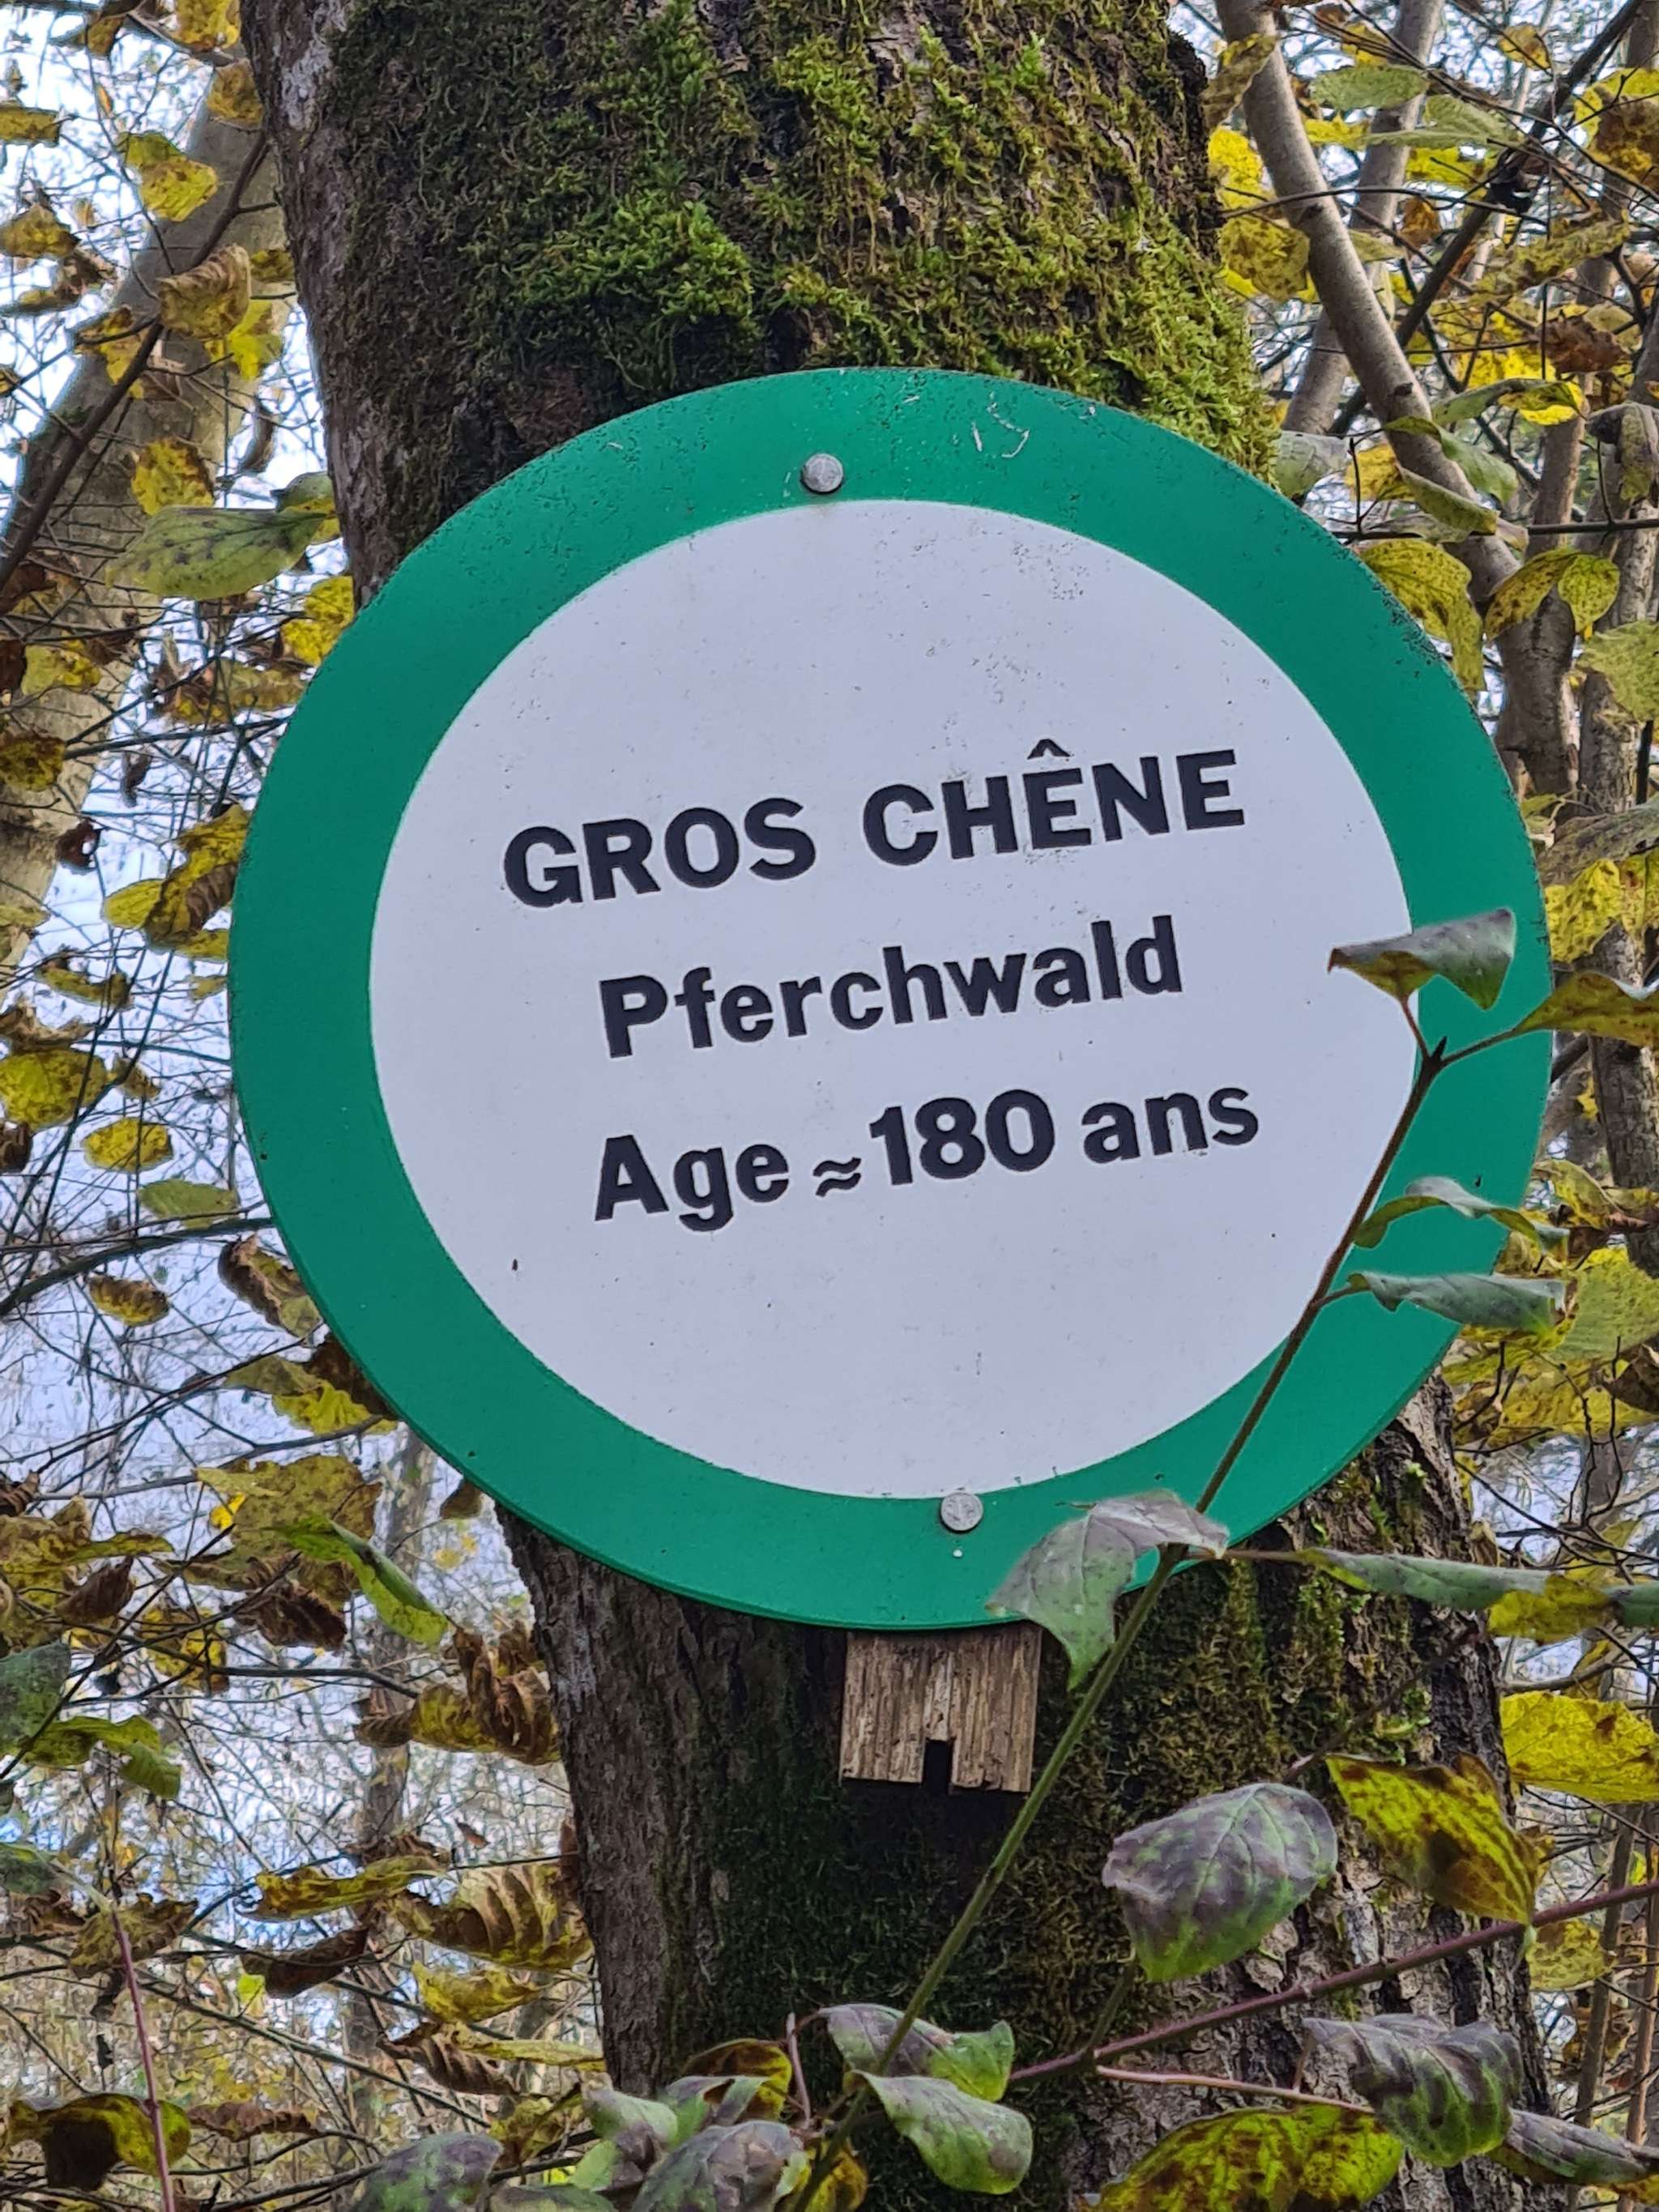 GROS CHÊNE
Pferchwald
Age ≈ 180 ans